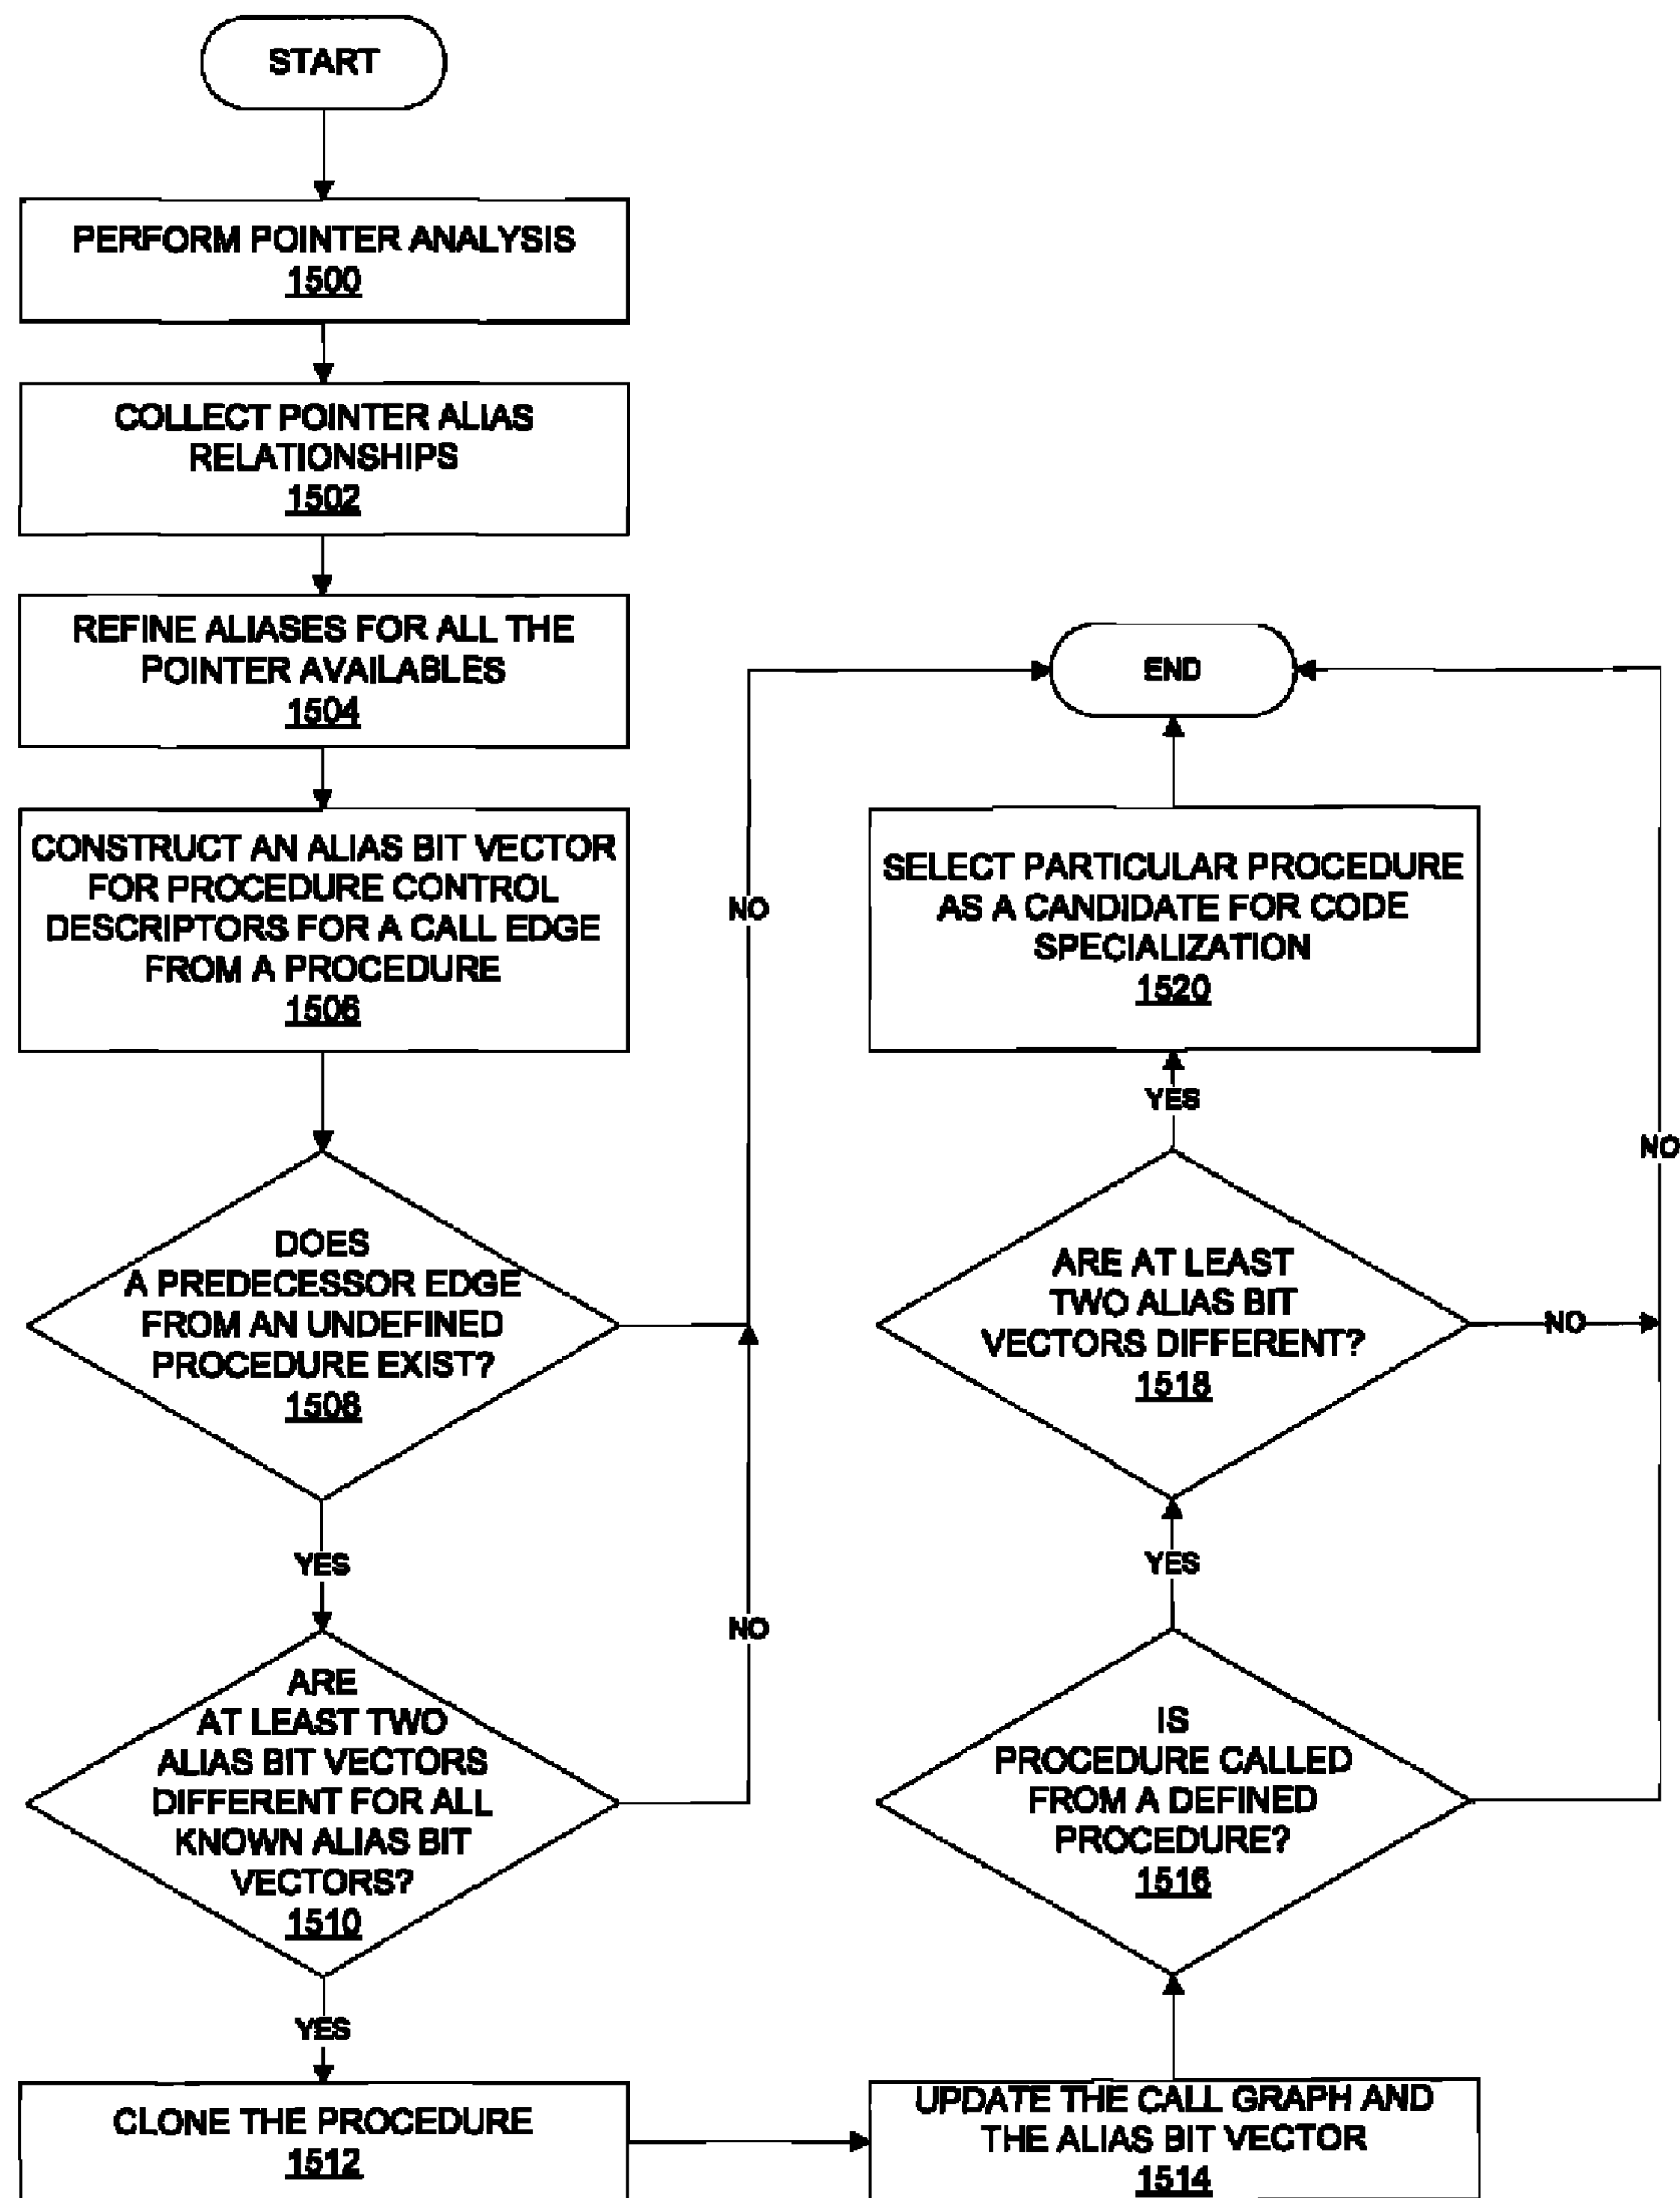 START
PERFORM POINTER ANALYSIS
1500
COLLECT POINTER ALIAS
RELATIONSHIPS
1502
REFINE ALIASES FOR ALL THE
POINTER AVAILABLES
1504
CONSTRUCT AN ALIAS BIT VECTOR
FOR PROCEDURE CONTROL
DESCRIPTORS FOR A CALL EDGE
FROM A PROCEDURE
1506
DOES
A PREDECESSOR EDGE
FROM AN UNDEFINED
PROCEDURE EXIST?
1508
NO
YES
ARE
AT LEAST TWO
ALIAS BIT VECTORS
DIFFERENT FOR ALL
KNOWN ALIAS BIT
VECTORS?
1510
NO
YES
CLONE THE PROCEDURE
1512
UPDATE THE CALL GRAPH AND
THE ALIAS BIT VECTOR
1514
IS
PROCEDURE CALLED
FROM A DEFINED
PROCEDURE?
1516
NO
YES
ARE AT LEAST
TWO ALIAS BIT
VECTORS DIFFERENT?
1518
NO
YES
SELECT PARTICULAR PROCEDURE
AS A CANDIDATE FOR CODE
SPECIALIZATION
1520
END